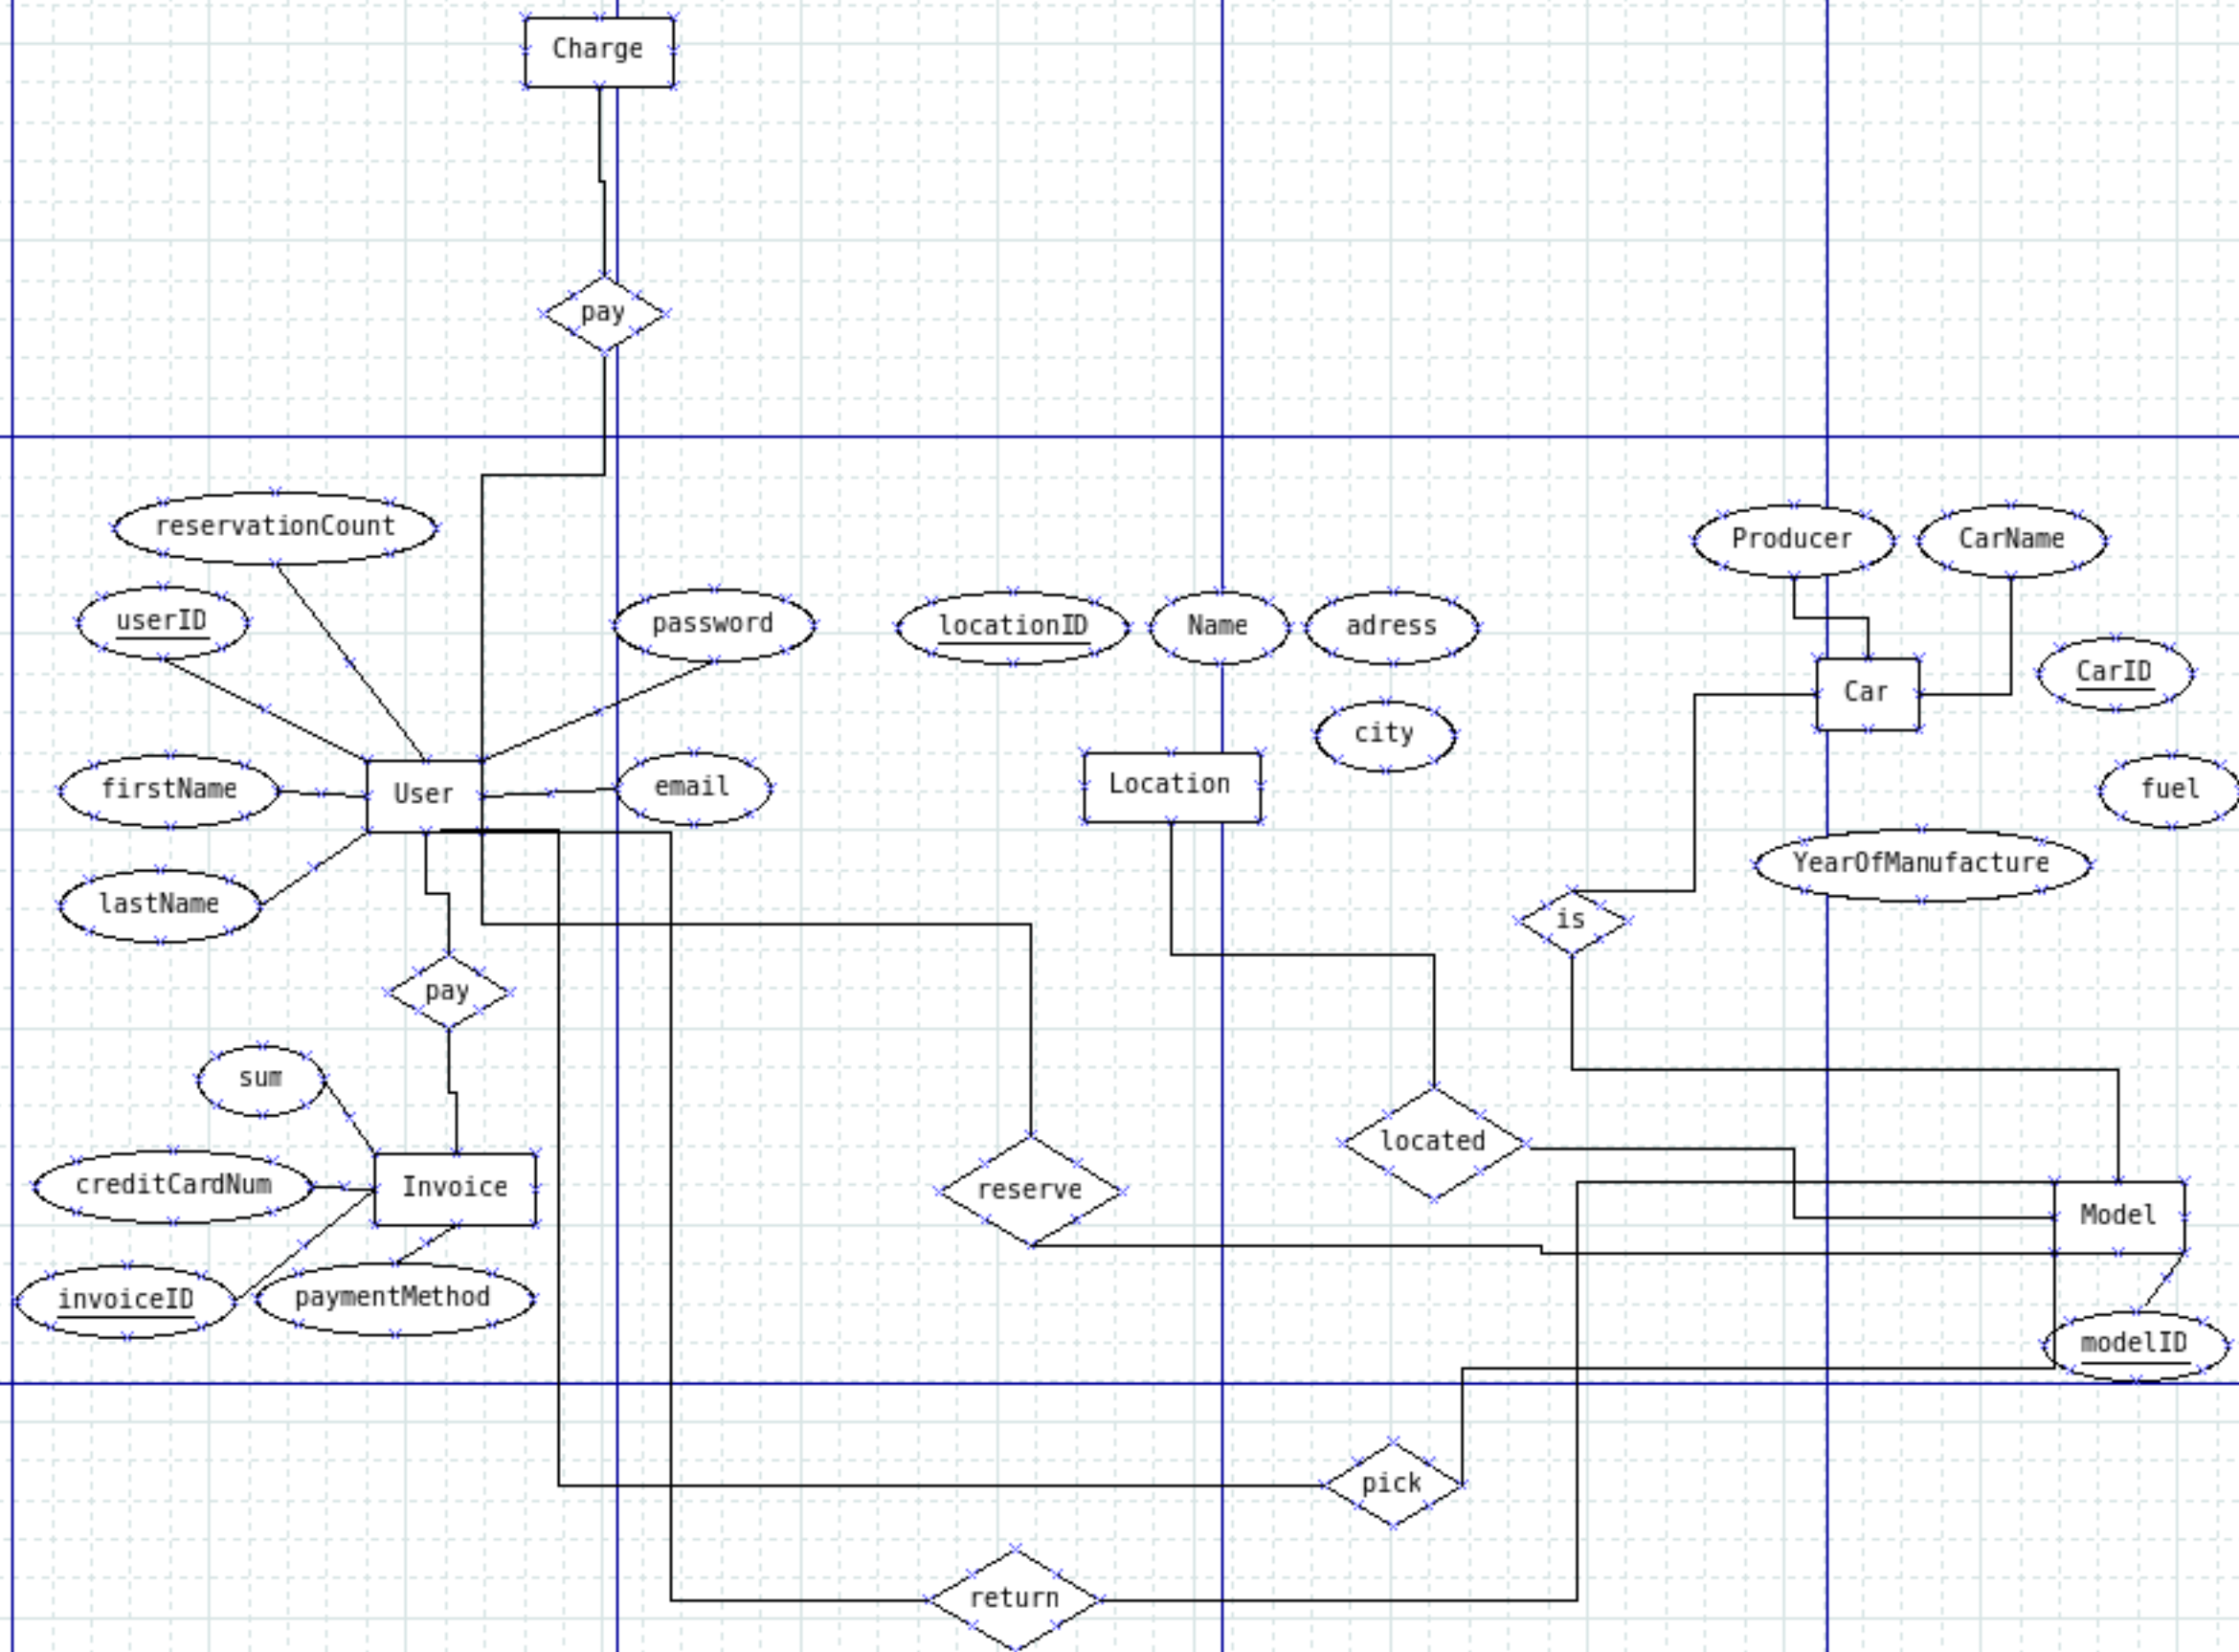 Charge
pay
reservationCount
Producer
CarName
userID
password
locationID
Name
adress
CarID
Car
city
firstName
User
email
Location
fuel
YearOfManufacture
lastName
is
pay
sum
located
creditCardNum
Invoice
reserve
Model
invoiceID
paymentMethod
modelID
pick
return